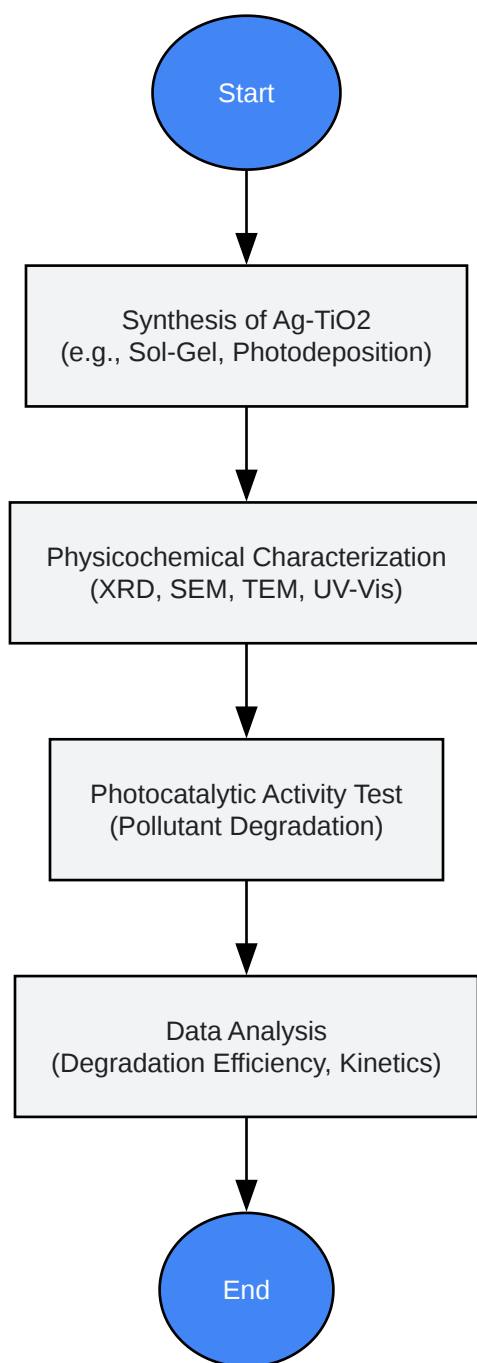 Start
Synthesis of Ag-TiO2
(e.g., Sol-Gel, Photodeposition)
Physicochemical Characterization
(XRD, SEM, TEM, UV-Vis)
Photocatalytic Activity Test
(Pollutant Degradation)
Data Analysis
(Degradation Efficiency, Kinetics)
End